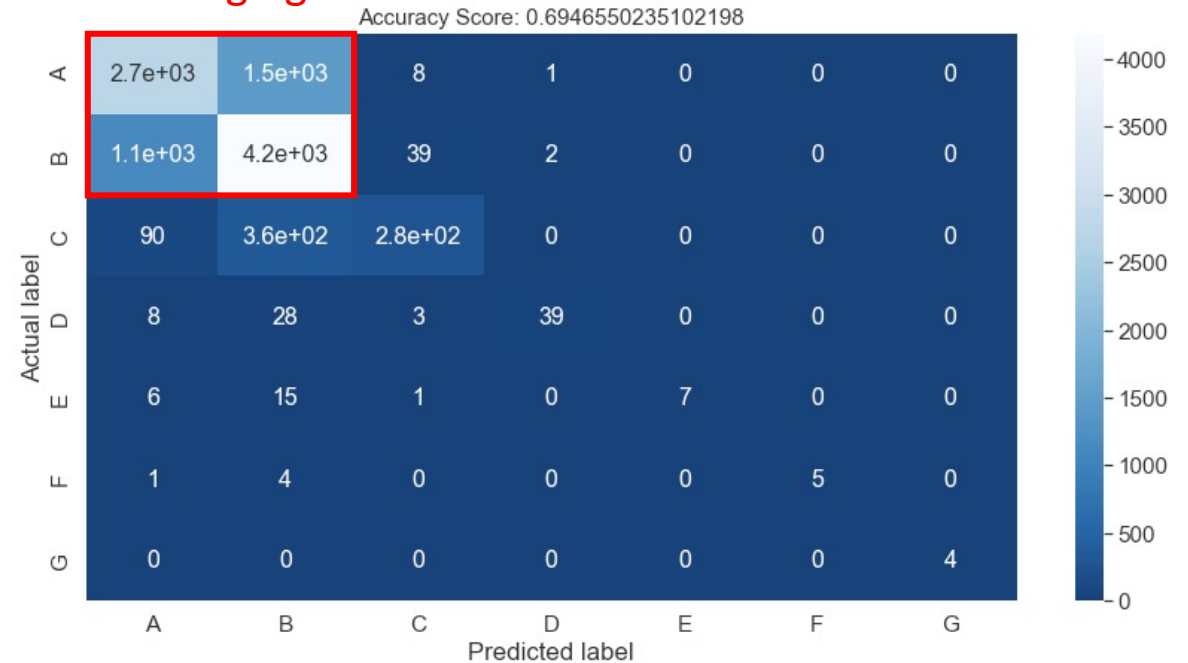 Accuracy Score: 0.6946550235102198
A 2.7e+03 1.5e+03 8 1 0 0 0
B 1.1e+03 4.2e+03 39 2 0 0 0
C 90 3.6e+02 2.8e+02 0 0 0 0
D 8 28 3 39 0 0 0
E 6 15 1 0 7 0 0
F 1 4 0 0 0 5 0
G 0 0 0 0 0 0 4
A B C D E F G
Predicted label
Actual label
4000
3500
3000
2500
2000
1500
1000
500
0